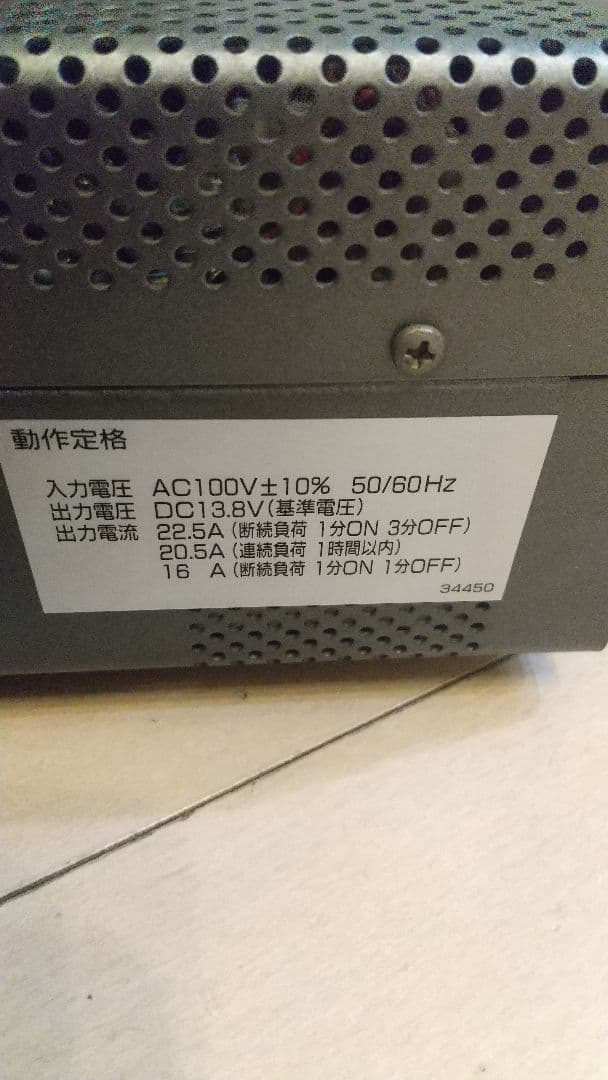 動作定格
入力電圧 AC100V±10% 50/60Hz
出力電圧 DC13.8V(基準電圧)
出力電流 22.5A(断続負荷 1分ON 3分OFF)
20.5A(連続負荷 1時間以内)
16 A(断続負荷 1分ON 1分OFF)
34450